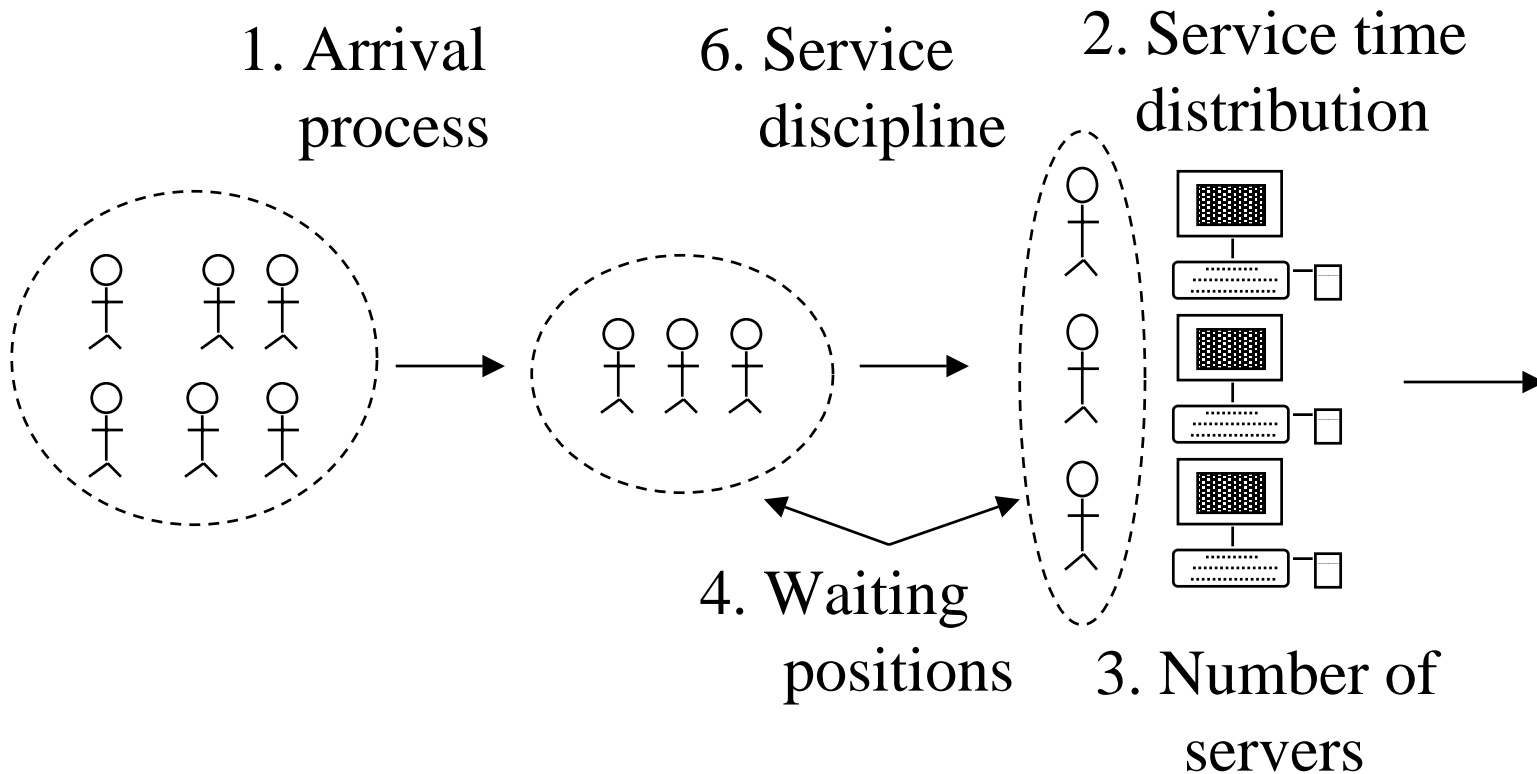 1. Arrival
process
6. Service
discipline
2. Service time
distribution
4. Waiting
positions
3. Number of
servers